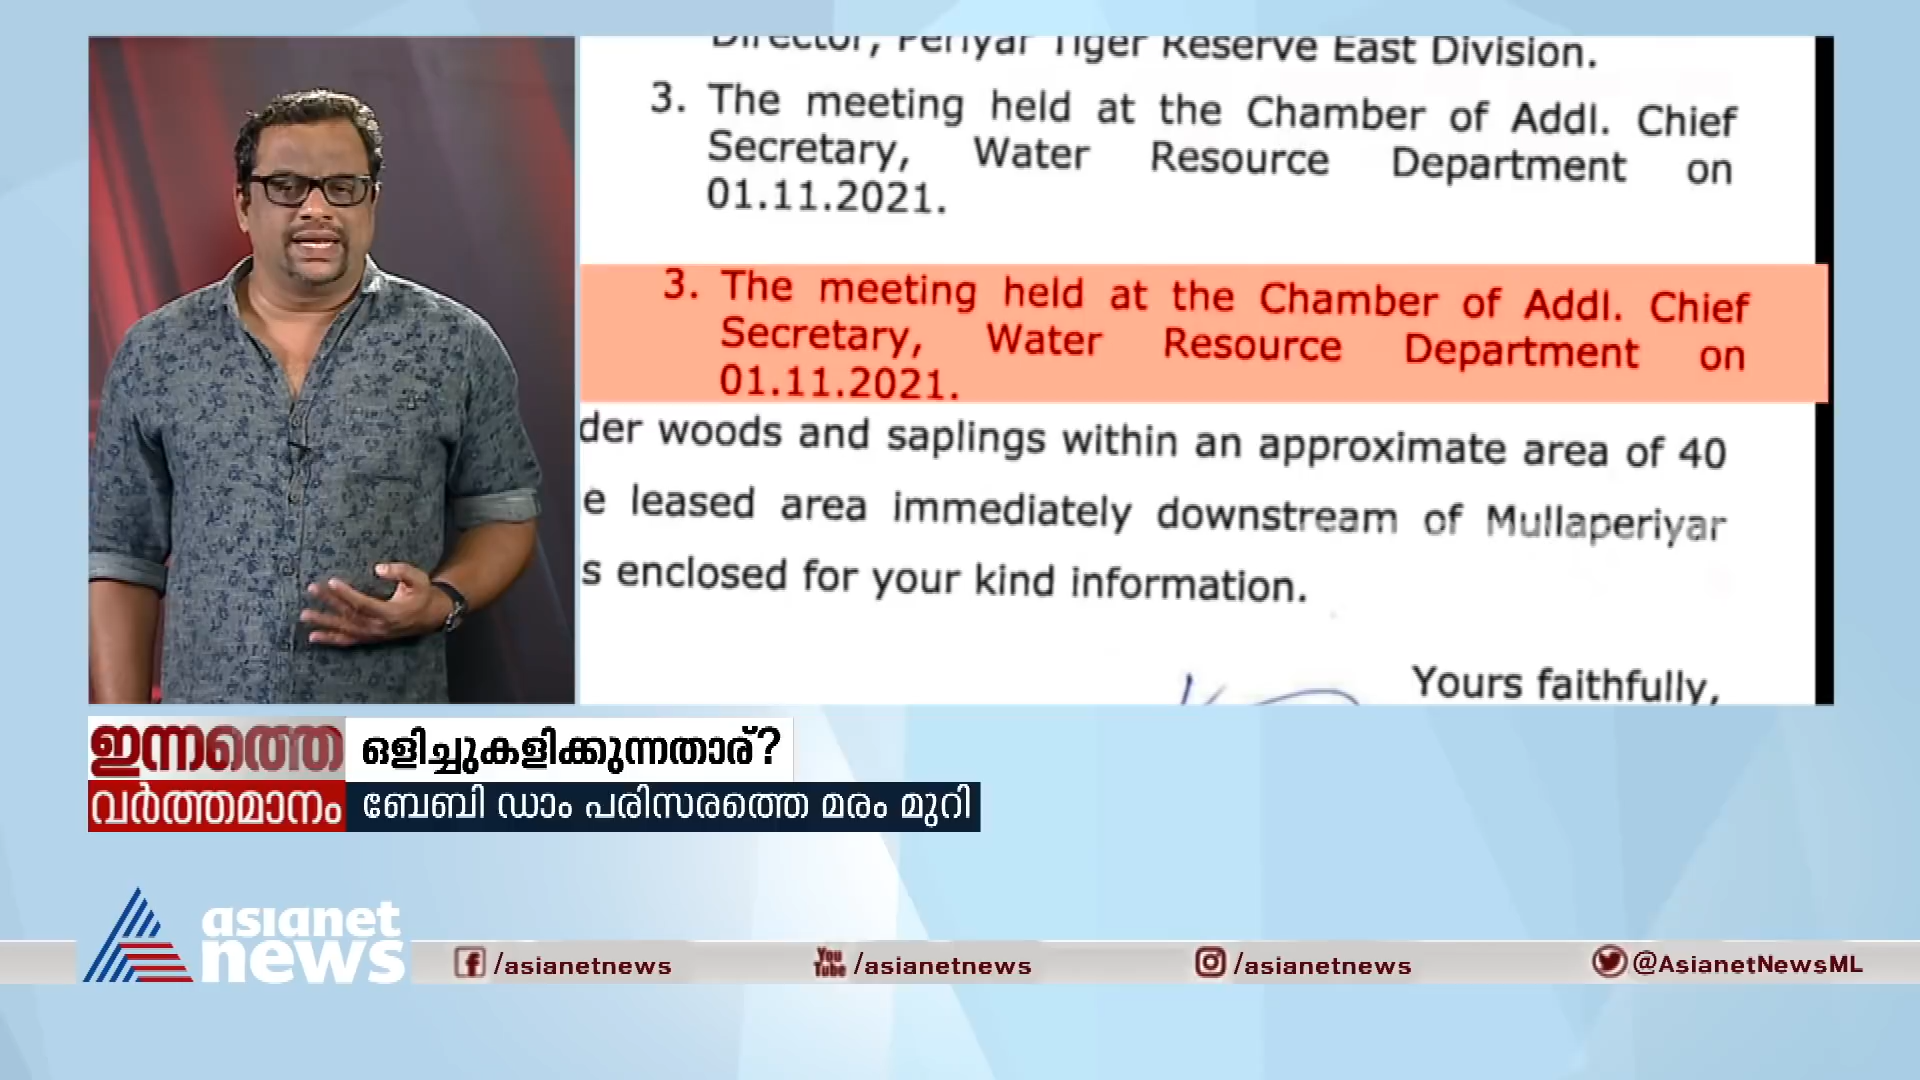 Director, Periyar Tiger Reserve East Division.
3. The meeting held at the Chamber of Addl. Chief
Secretary, Water Resource Department on
01.11.2021.
3. The meeting held at the Chamber of Addl. Chief
Secretary, Water Resource Department on
01.11.2021.
der woods and saplings within an approximate area of 40
e leased area immediately downstream of Mullaperiyar
s enclosed for your kind information.
Yours faithfully,
ഇന്നത്തെ
വർത്തമാനം
ഒളിച്ചുകളിക്കുന്നതാര്?
ബേബി ഡാം പരിസരത്തെ മരം മുറി
asianet
news
/asianetnews
You
Tube
/asianetnews
/asianetnews
@AsianetNewsML